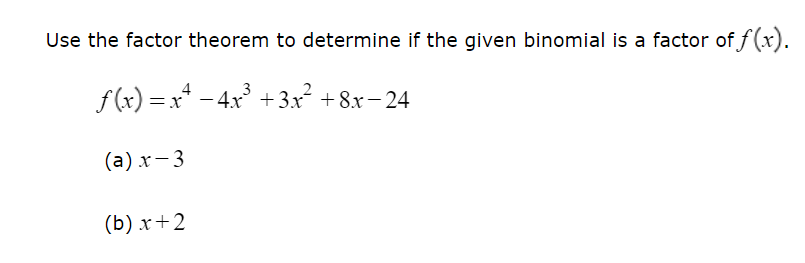 Use the factor theorem to determine if the given binomial is a factor of f(x).
f(x) = x⁴ − 4x³ + 3x² + 8x − 24
(a) x − 3
(b) x + 2